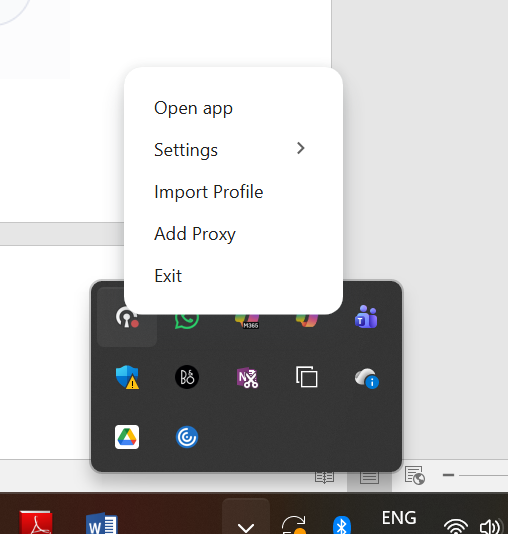 Open app
Settings
Import Profile
Add Proxy
Exit
M365
T
B&O
N
W
ENG